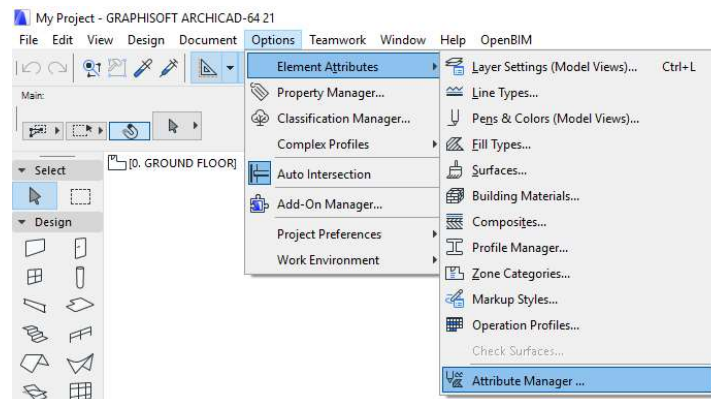 My Project - GRAPHISOFT ARCHICAD-64 21
File Edit View Design Document Options Teamwork Window Help OpenBIM
Main:
[0. GROUND FLOOR]
Select
Design
Element Attributes
Property Manager...
Classification Manager...
Complex Profiles
Auto Intersection
Add-On Manager...
Project Preferences
Work Environment
Layer Settings (Model Views)... Ctrl+L
Line Types...
Pens & Colors (Model Views)...
Fill Types...
Surfaces...
Building Materials...
Composites...
Profile Manager...
Zone Categories...
Markup Styles...
Operation Profiles...
Check Surfaces...
Attribute Manager ...